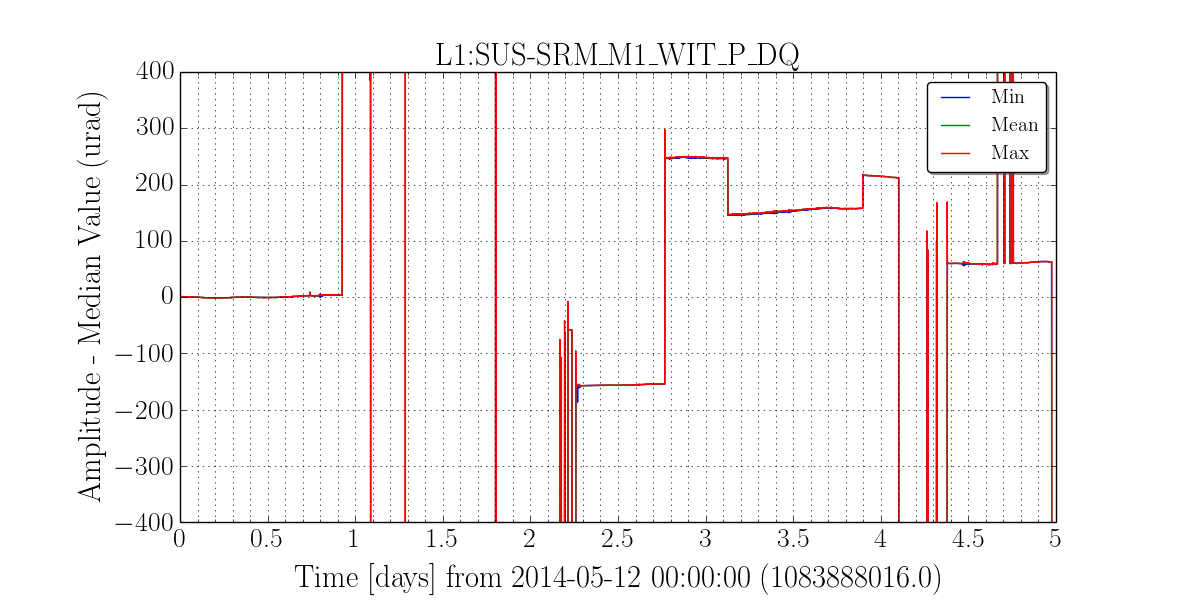 L1:SUS-SRM_M1_WIT_P_DQ
Amplitude - Median Value (urad)
400
300
200
100
0
−100
−200
−300
−400
Min
Mean
Max
0 0.5 1 1.5 2 2.5 3 3.5 4 4.5 5
Time [days] from 2014-05-12 00:00:00 (1083888016.0)